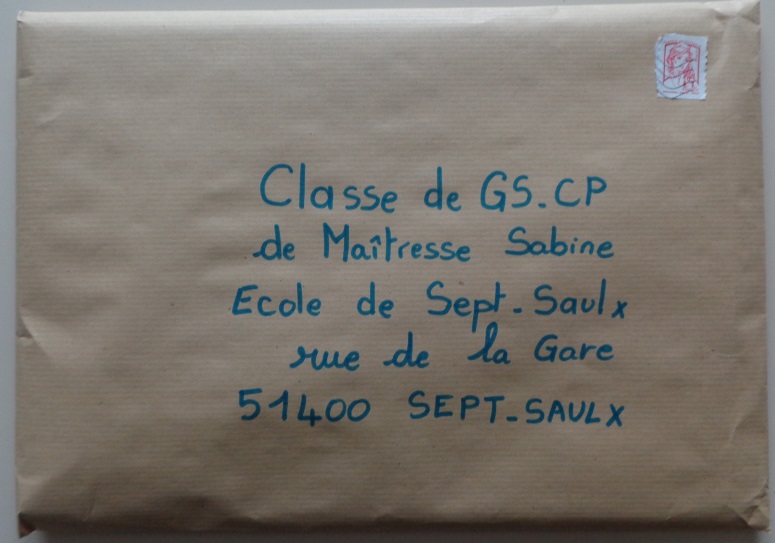 Classe de GS-CP
de Maîtresse Sabine
Ecole de Sept-Saulx
rue de la Gare
51400 SEPT-SAULX